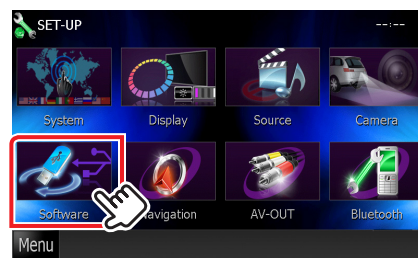 SET-UP
--:--
System
Display
Source
Camera
Software
Navigation
AV-OUT
Bluetooth
Menu